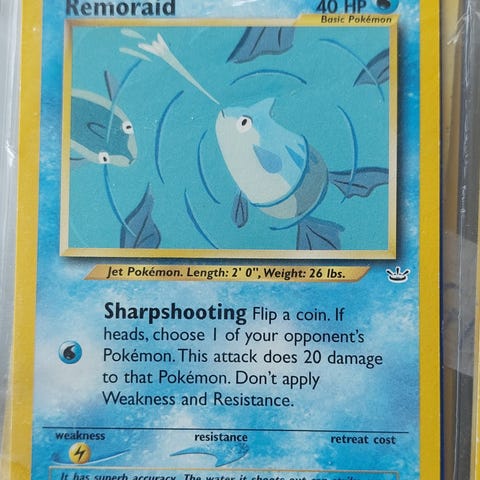 Remoraid 40 HP
Basic Pokémon
Jet Pokémon. Length: 2' 0", Weight: 26 lbs.
Sharpshooting Flip a coin. If
heads, choose 1 of your opponent's
Pokémon. This attack does 20 damage
to that Pokémon. Don't apply
Weakness and Resistance.
weakness resistance retreat cost
It has superb accuracy. The water it shoots out can strike